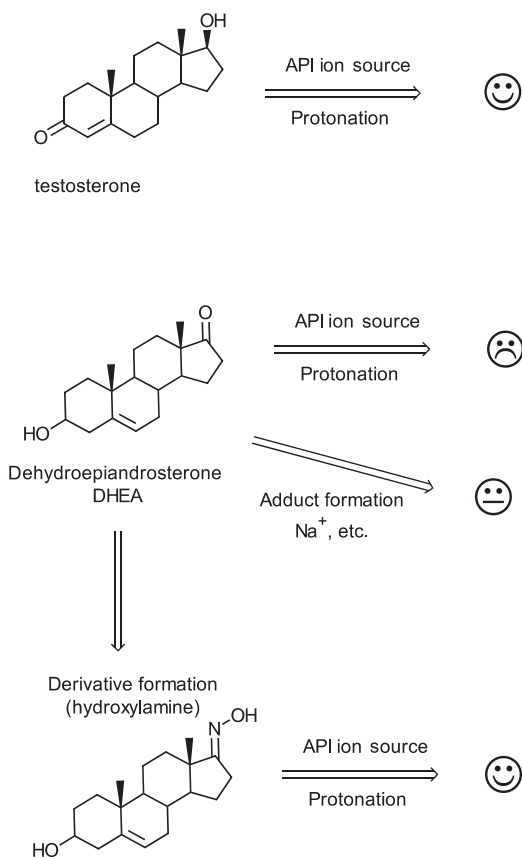 OH
API ion source
Protonation
O
testosterone
O
API ion source
Protonation
HO
Dehydroepiandrosterone
DHEA
Adduct formation
Na+, etc.
Derivative formation
(hydroxylamine)
OH
N
API ion source
Protonation
HO